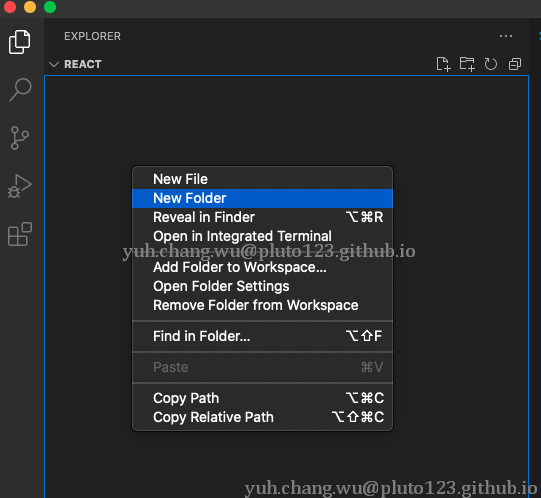 EXPLORER
REACT
New File
New Folder
Reveal in Finder ⌥⌘R
Open in Integrated Terminal
yuh.chang.wu@pluto123.github.io
Add Folder to Workspace...
Open Folder Settings
Remove Folder from Workspace
Find in Folder... ⌥⇧F
Paste ⌘V
Copy Path ⌥⌘C
Copy Relative Path ⌥⇧⌘C
yuh.chang.wu@pluto123.github.io